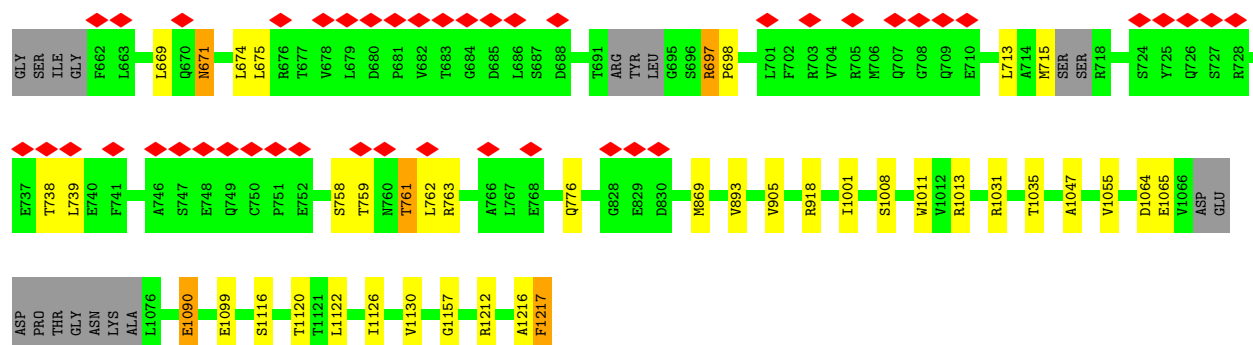 GLY SER ILE GLY F662 L663 L669 Q670 N671 L674 L675 R676 T677 V678 L679 D680 P681 V682 T683 G684 D685 L686 S687 D688 T691 ARG TYR LEU G695 S696 R697 P698 L701 F702 R703 V704 R705 M706 Q707 G708 Q709 E710 L713 A714 M715 SER SER R718 S724 Y725 Q726 S727 R728
E737 T738 L739 E740 F741 A746 S747 E748 Q749 C750 P751 E752 S758 T759 N760 T761 L762 R763 A766 L767 E768 Q776 G828 E829 D830 M869 V893 V905 R918 I1001 S1008 W1011 V1012 R1013 R1031 T1035 A1047 V1055 D1064 E1065 V1066 ASP GLU
ASP PRO THR GLY ASN LYS ALA L1076 E1090 E1099 S1116 T1120 T1121 L1122 I1126 V1130 G1157 R1212 A1216 F1217